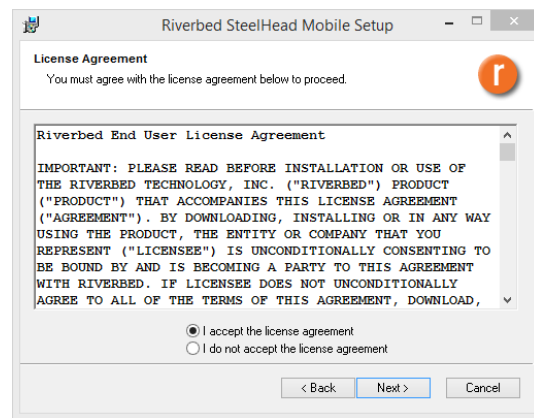 Riverbed SteelHead Mobile Setup
License Agreement
You must agree with the license agreement below to proceed.
r
Riverbed End User License Agreement
IMPORTANT: PLEASE READ BEFORE INSTALLATION OR USE OF
THE RIVERBED TECHNOLOGY, INC. ("RIVERBED") PRODUCT
("PRODUCT") THAT ACCOMPANIES THIS LICENSE AGREEMENT
("AGREEMENT"). BY DOWNLOADING, INSTALLING OR IN ANY WAY
USING THE PRODUCT, THE ENTITY OR COMPANY THAT YOU
REPRESENT ("LICENSEE") IS UNCONDITIONALLY CONSENTING TO
BE BOUND BY AND IS BECOMING A PARTY TO THIS AGREEMENT
WITH RIVERBED. IF LICENSEE DOES NOT UNCONDITIONALLY
AGREE TO ALL OF THE TERMS OF THIS AGREEMENT, DOWNLOAD,
I accept the license agreement
I do not accept the license agreement
< Back Next > Cancel